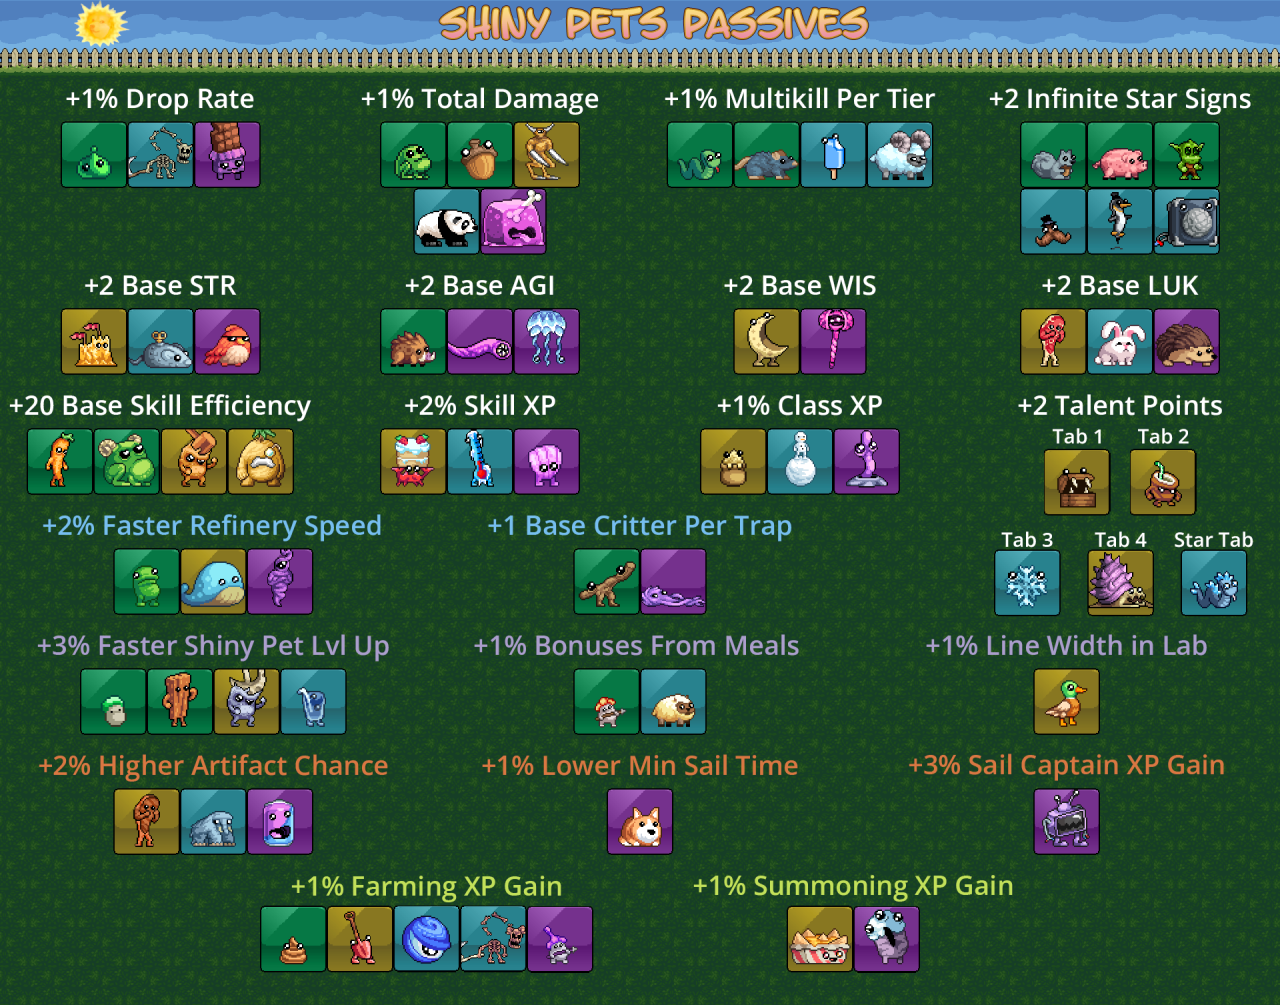 SHINY PETS PASSIVES
+1% Drop Rate
+1% Total Damage
+1% Multikill Per Tier
+2 Infinite Star Signs
+2 Base STR
+2 Base AGI
+2 Base WIS
+2 Base LUK
+20 Base Skill Efficiency
+2% Skill XP
+1% Class XP
+2 Talent Points
Tab 1
Tab 2
Tab 3
Tab 4
Star Tab
+2% Faster Refinery Speed
+1 Base Critter Per Trap
+3% Faster Shiny Pet Lvl Up
+1% Bonuses From Meals
+1% Line Width in Lab
+2% Higher Artifact Chance
+1% Lower Min Sail Time
+3% Sail Captain XP Gain
+1% Farming XP Gain
+1% Summoning XP Gain